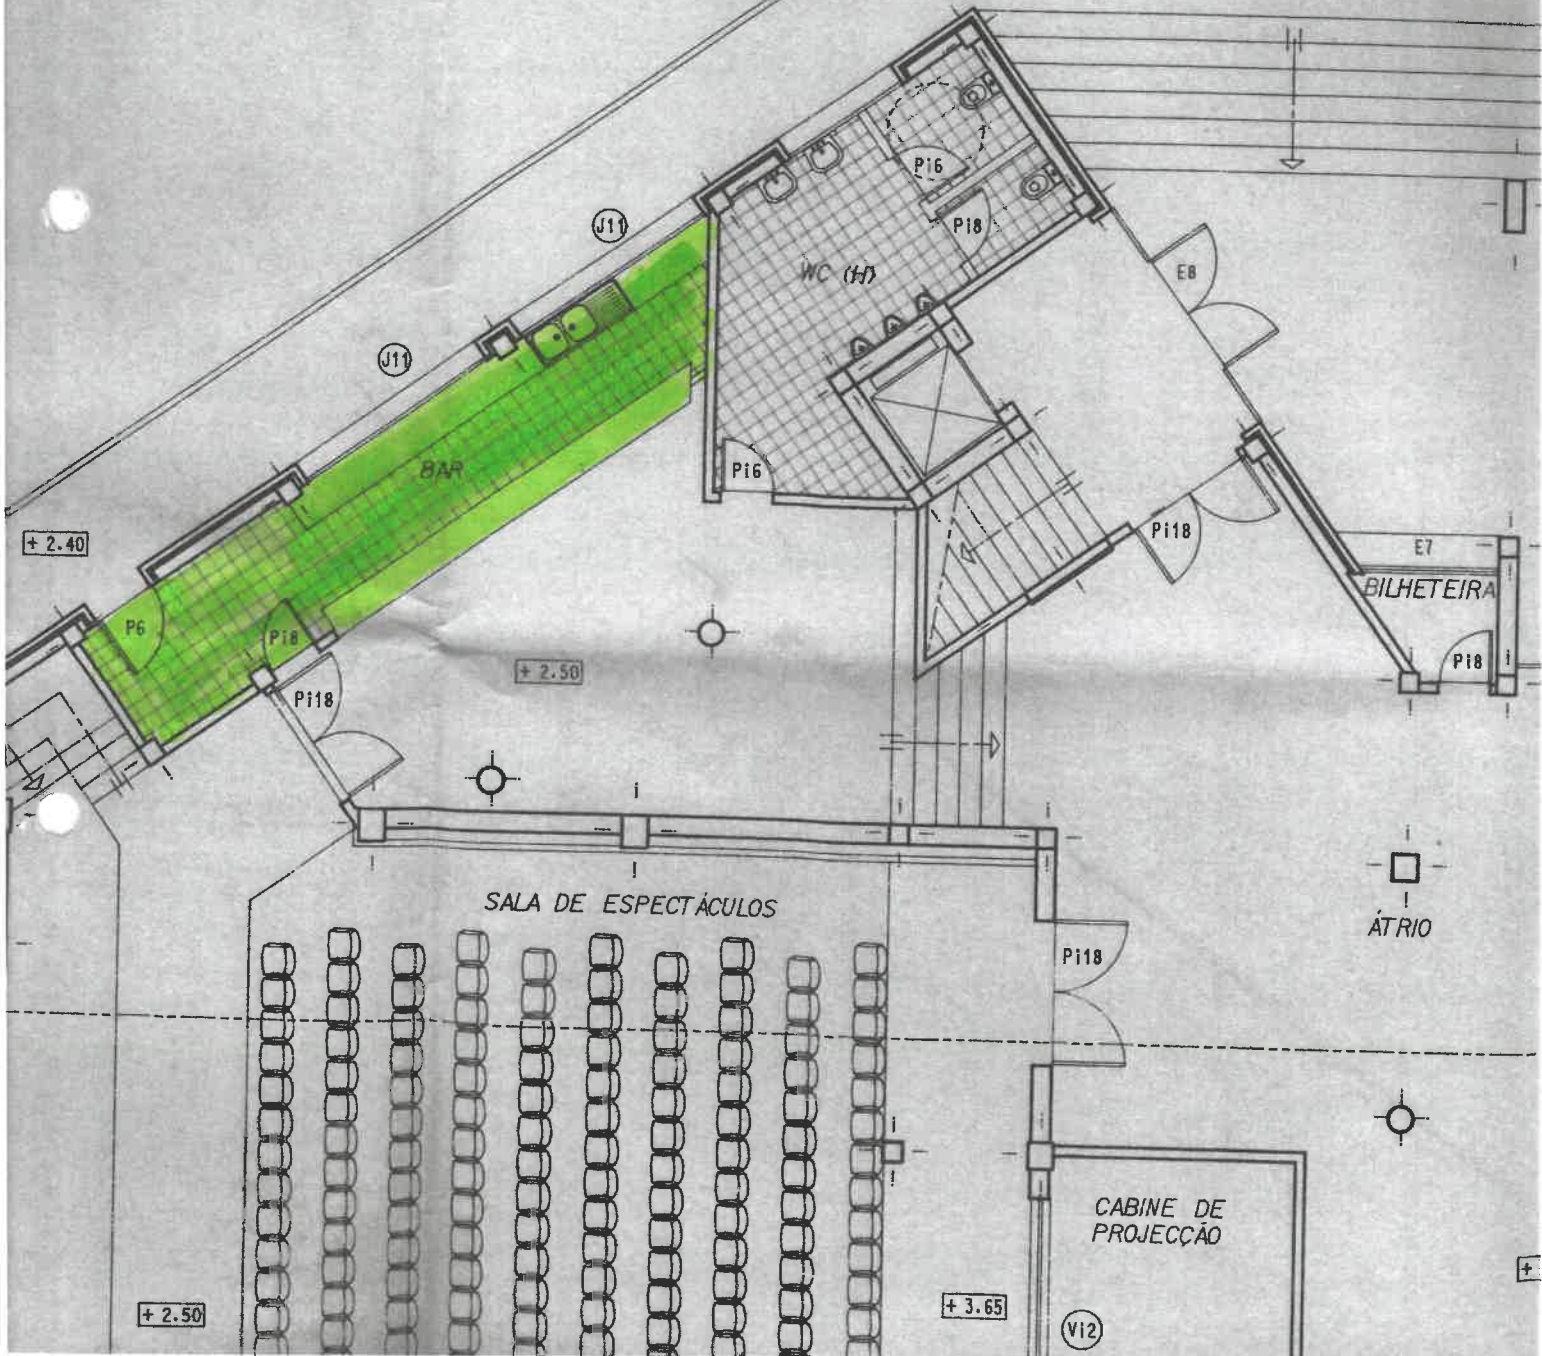 Pi6
J11
Pi8
WC (H)
E8
J11
BAR
Pi6
+ 2.40
Pi18
E7
BILHETEIRA
P6
Pi8
+ 2.50
Pi8
Pi18
SALA DE ESPECTÁCULOS
ÁTRIO
Pi18
CABINE DE
PROJECÇÃO
+ 2.50
+ 3.65
Vi2
+